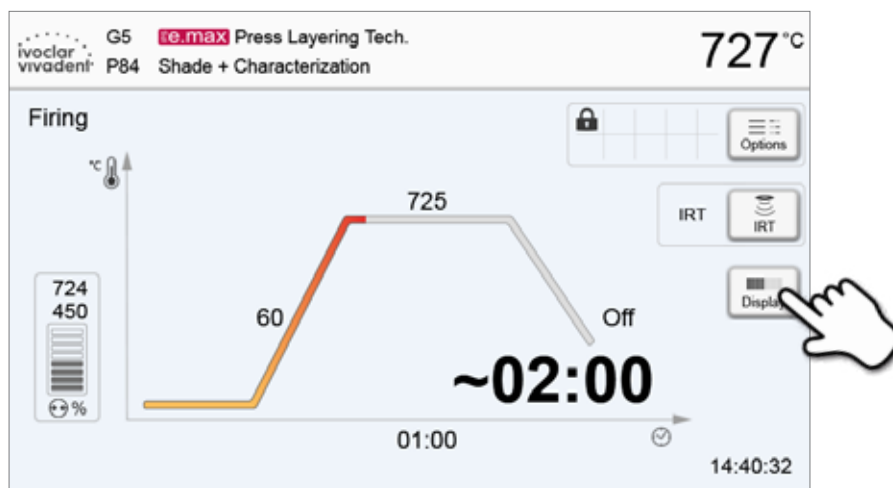 ivoclar
vivadent
G5 e.max Press Layering Tech.
P84 Shade + Characterization
727 °C
Firing
Options
°C
725
IRT
IRT
724
450
60
Off
Display
%
~02:00
01:00
14:40:32